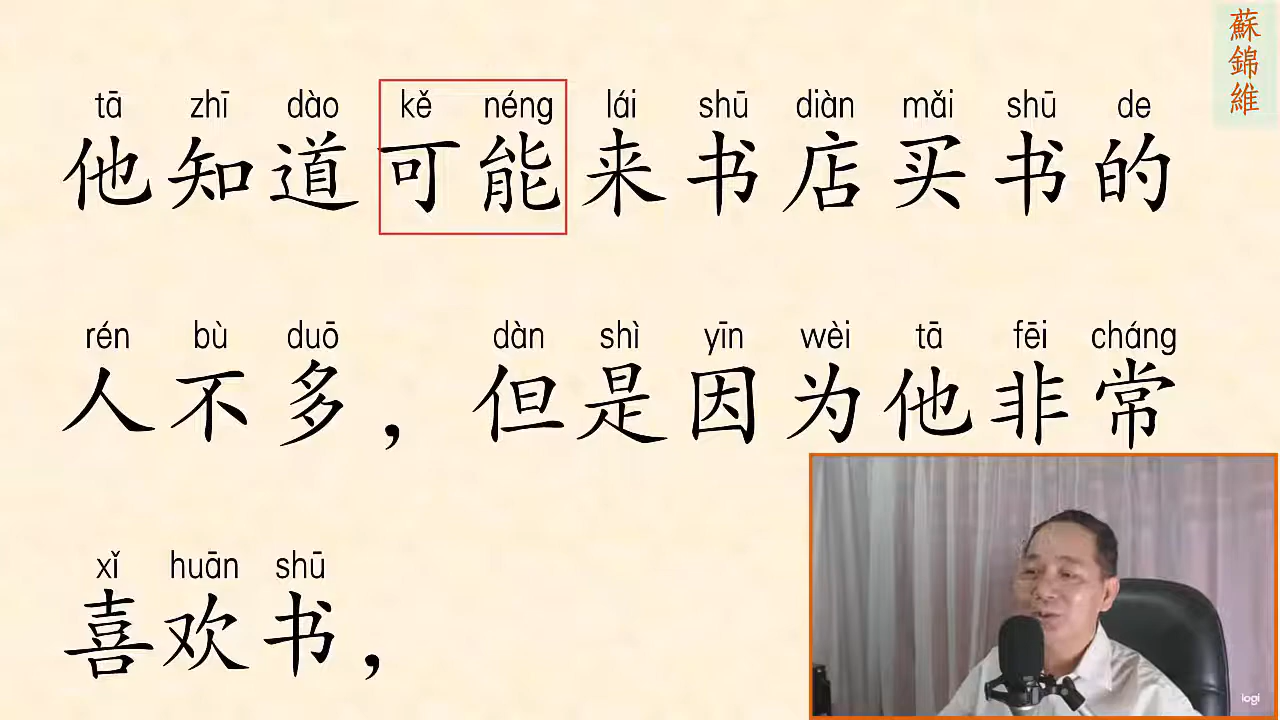 tā zhī dào kě néng lái shū diàn mǎi shū de
他知道可能来书店买书的
rén bù duō dàn shì yīn wèi tā fēi cháng
人不多，但是因为他非常
xǐ huān shū
喜欢书，
蘇錦維
logi